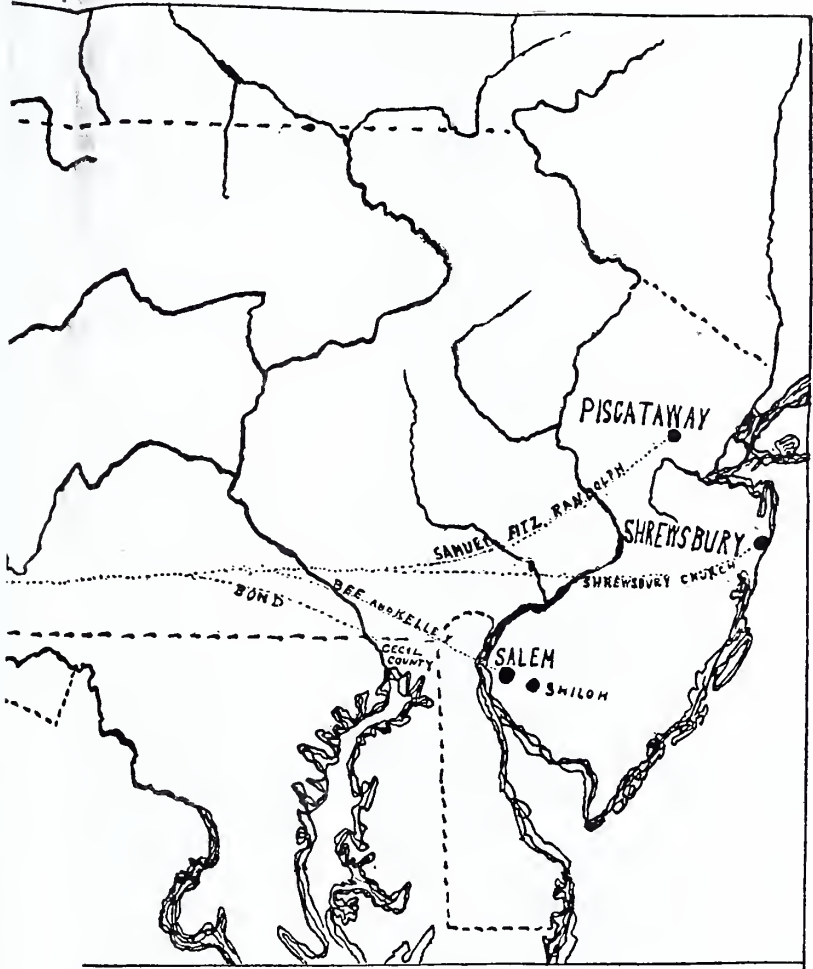 PISCATAWAY
SAMUEL FITZ RANDOLPH
SHREWSBURY
SHREWSBURY CHURCH
BEE AND KELLEY
BOND
CECIL
COUNTY
SALEM
SHILOH